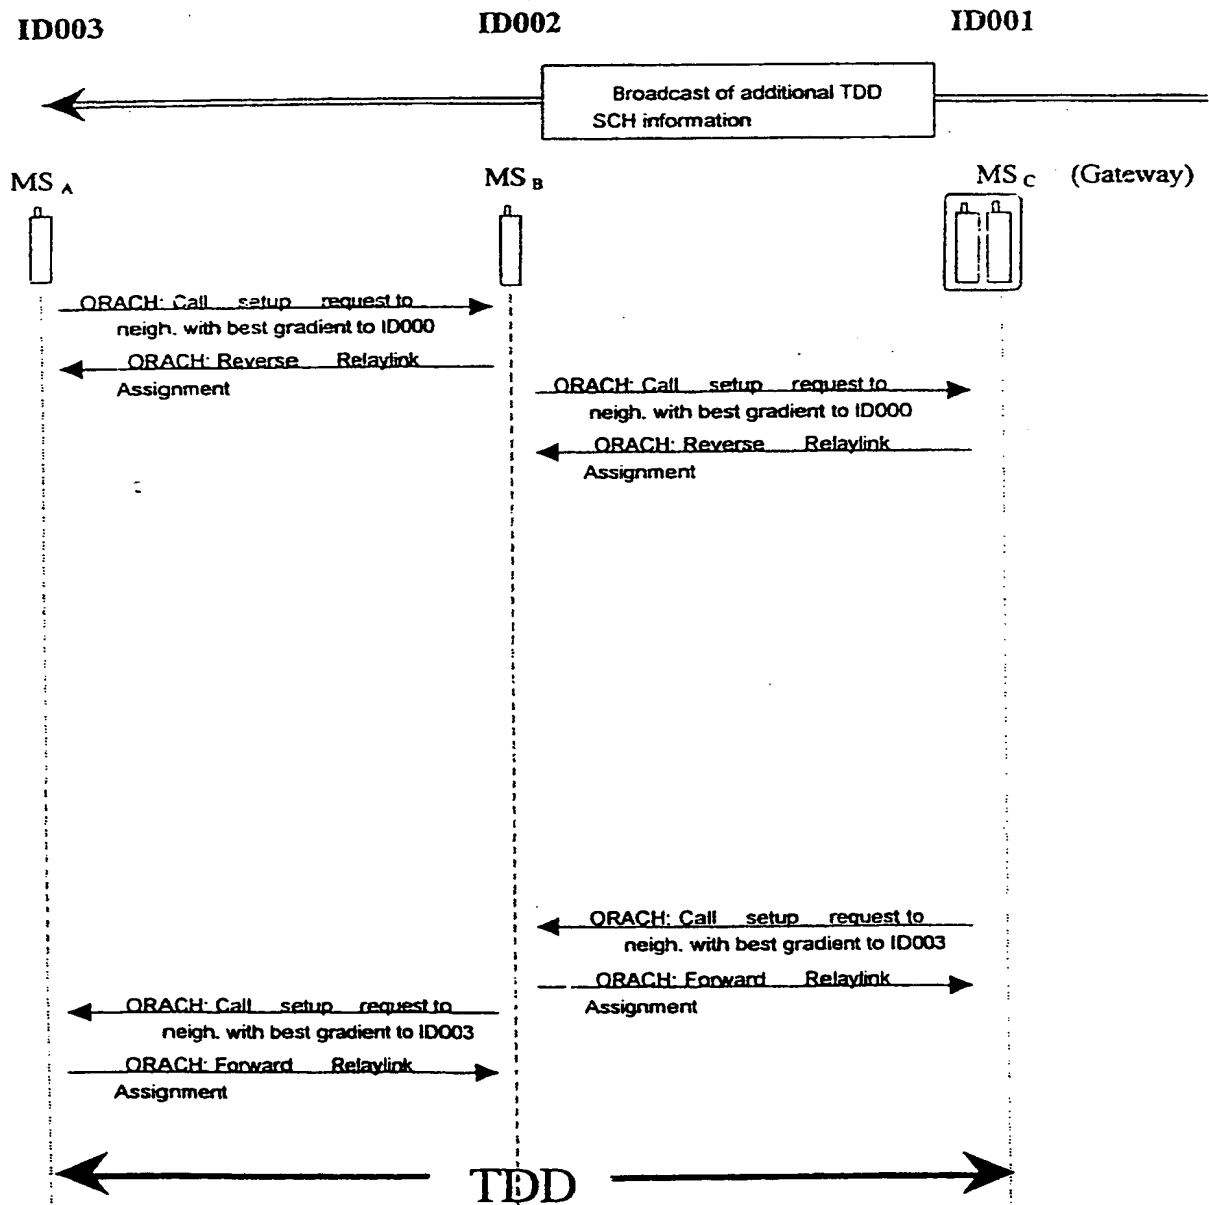 ID003 ID002 ID001
Broadcast of additional TDD
SCH information
MS A MS B MS C (Gateway)
ORACH: Call setup request to
neigh. with best gradient to ID000
ORACH: Reverse Relaylink
Assignment
ORACH: Call setup request to
neigh. with best gradient to ID000
ORACH: Reverse Relaylink
Assignment
ORACH: Call setup request to
neigh. with best gradient to ID003
ORACH: Forward Relaylink
Assignment
ORACH: Call setup request to
neigh. with best gradient to ID003
ORACH: Forward Relaylink
Assignment
TDD